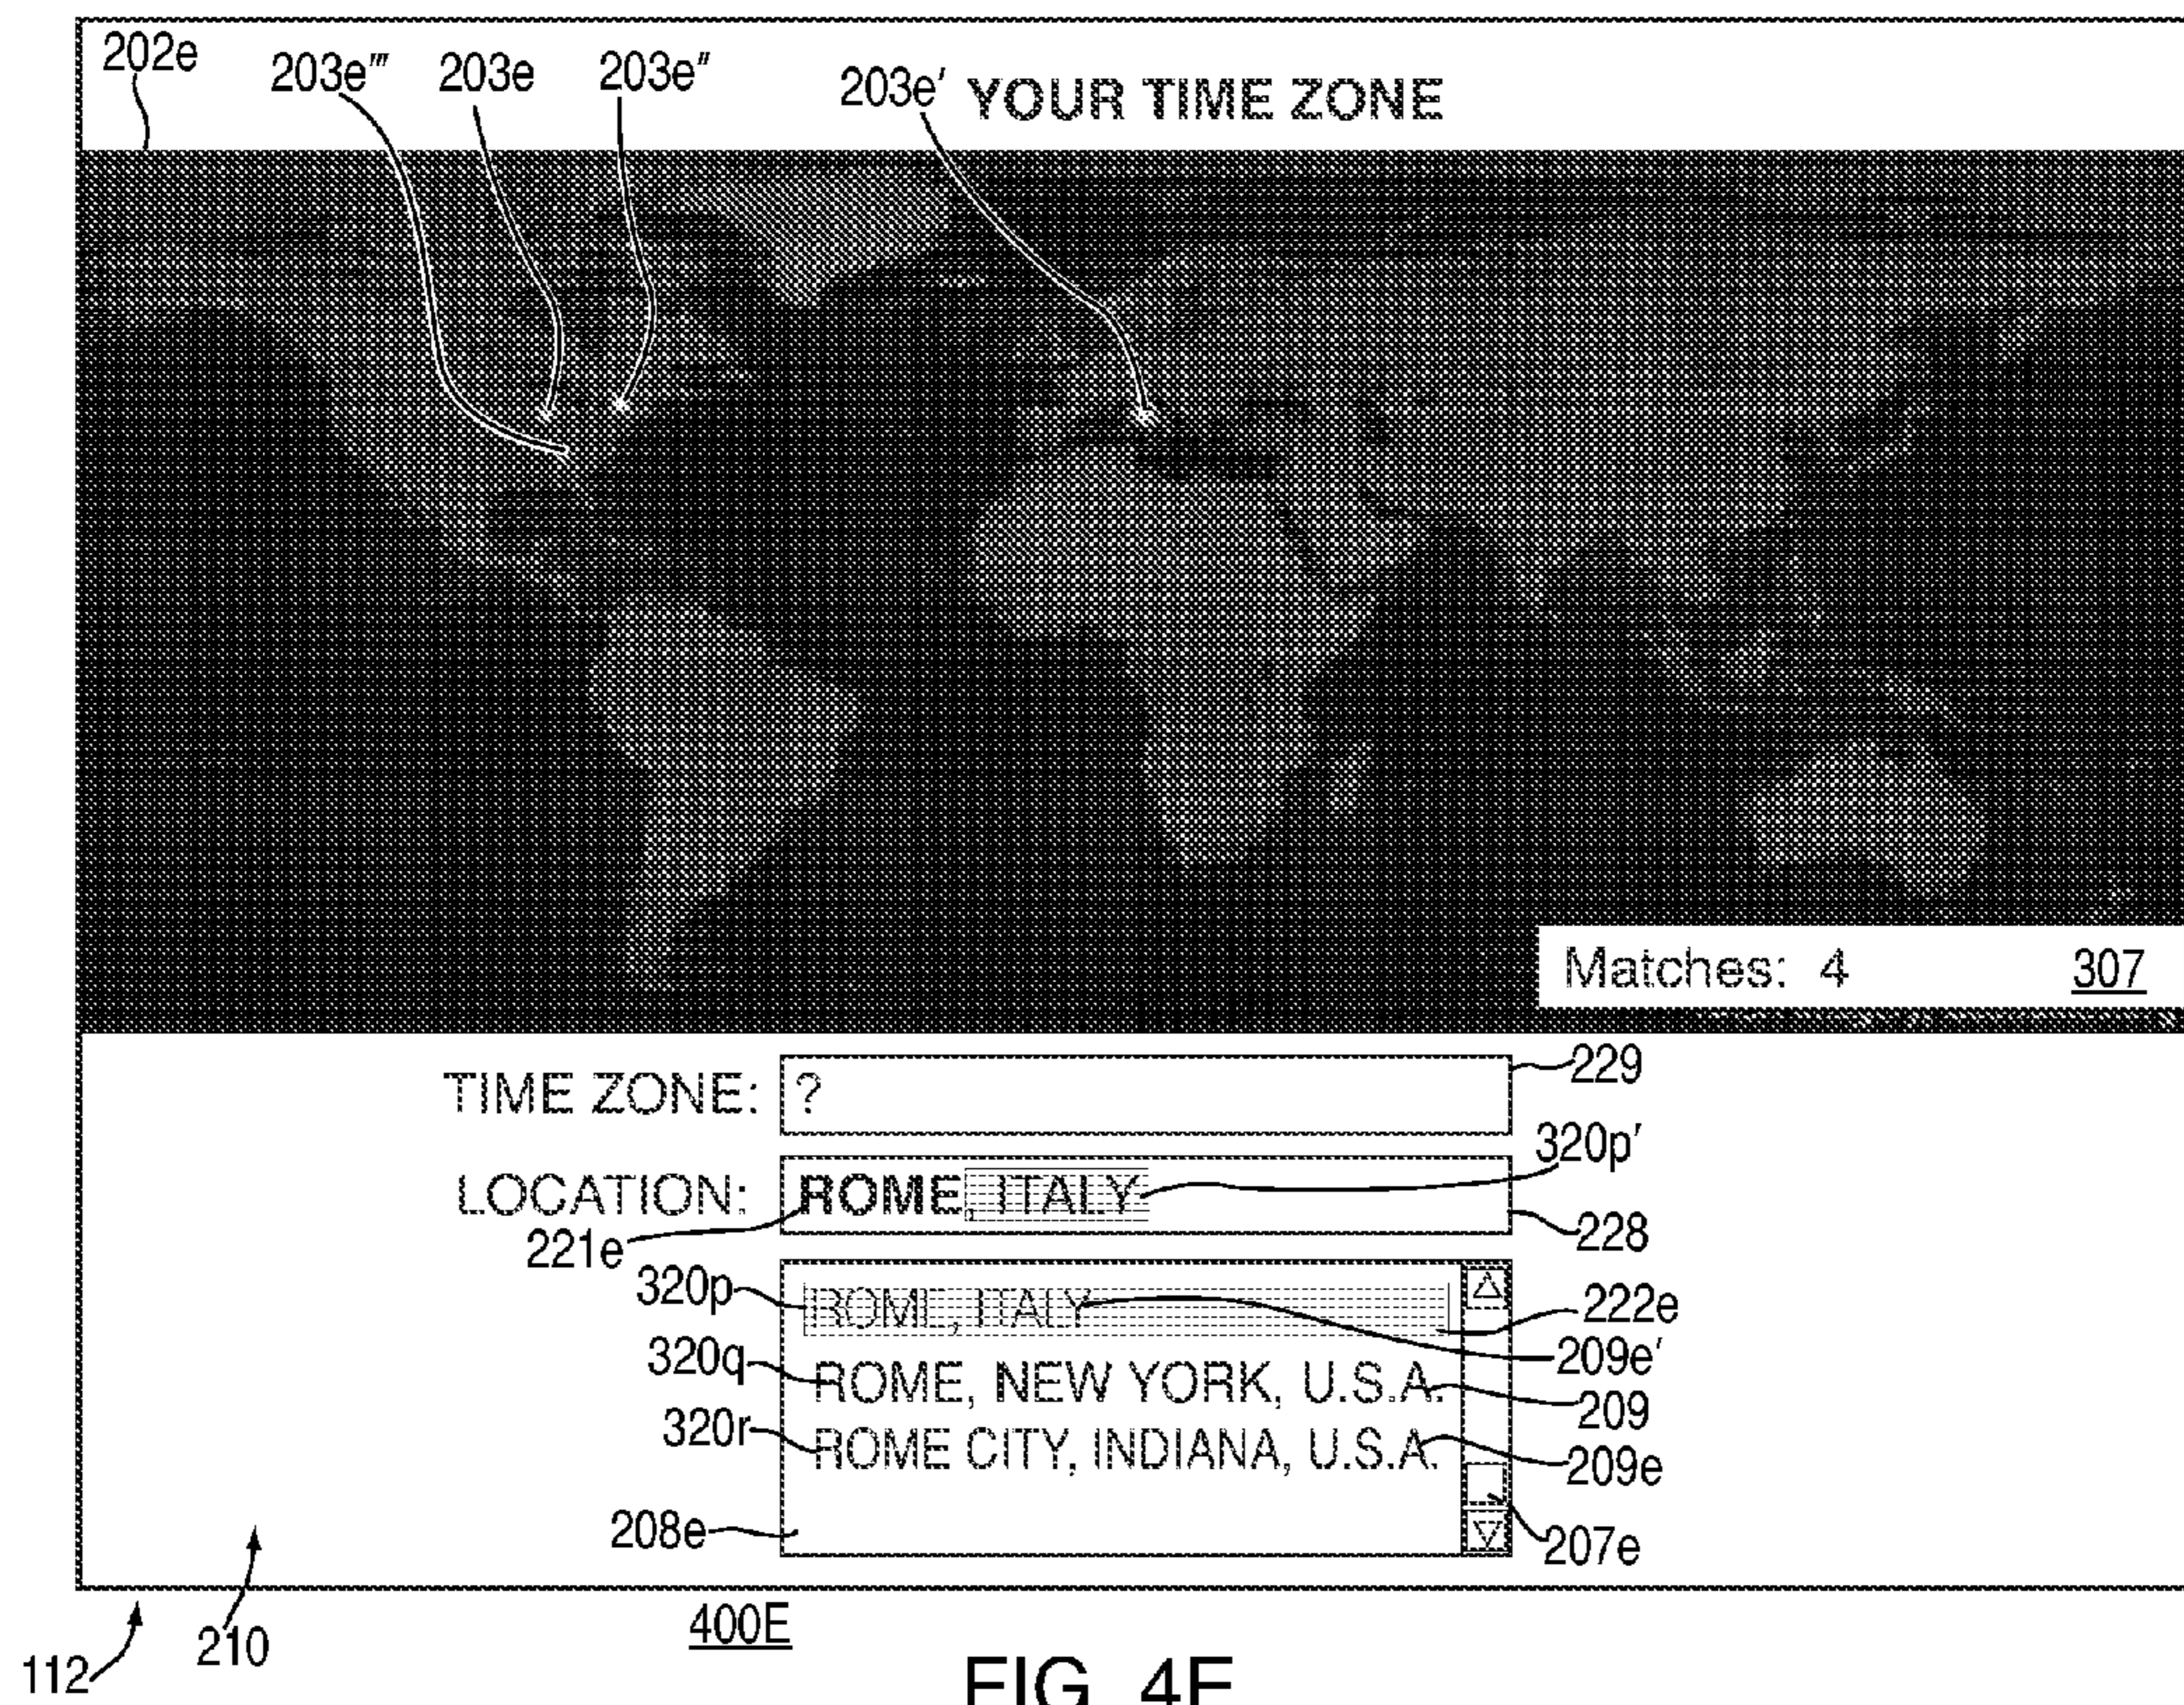 202e 203e''' 203e 203e'' 203e' YOUR TIME ZONE
Matches: 4 307
TIME ZONE: ? 229
320p'
LOCATION: ROME, ITALY
221e 228
320p ROME, ITALY 222e
209e'
320q ROME, NEW YORK, U.S.A. 209
320r ROME CITY, INDIANA, U.S.A. 209e
208e 207e
112 210 400E
FIG. 4E